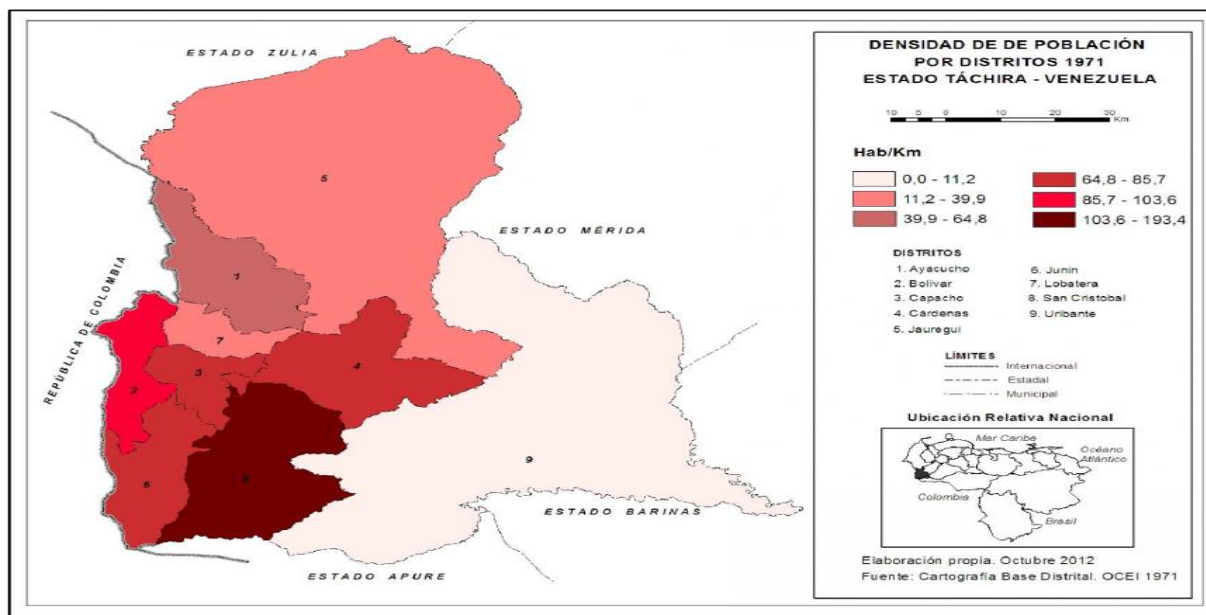 ESTADO ZULIA
5
ESTADO MÉRIDA
1
REPÚBLICA DE COLOMBIA
7
3
4
2
9
6
8
ESTADO BARINAS
ESTADO APURE
DENSIDAD DE DE POBLACIÓN
POR DISTRITOS 1971
ESTADO TÁCHIRA - VENEZUELA
10 5 0 10 20 30
Km
Hab/Km
0,0 - 11,2
11,2 - 39,9
39,9 - 64,8
64,8 - 85,7
85,7 - 103,6
103,6 - 193,4
DISTRITOS
1. Ayacucho
2. Bolívar
3. Capacho
4. Cárdenas
5. Jauregui
6. Junin
7. Lobatera
8. San Cristobal
9. Uribante
LÍMITES
Internacional
Estadal
Municipal
Ubicación Relativa Nacional
Mar Caribe
Océano
Atlántico
Colombia
Brasil
Elaboración propia. Octubre 2012
Fuente: Cartografía Base Distrital. OCEI 1971